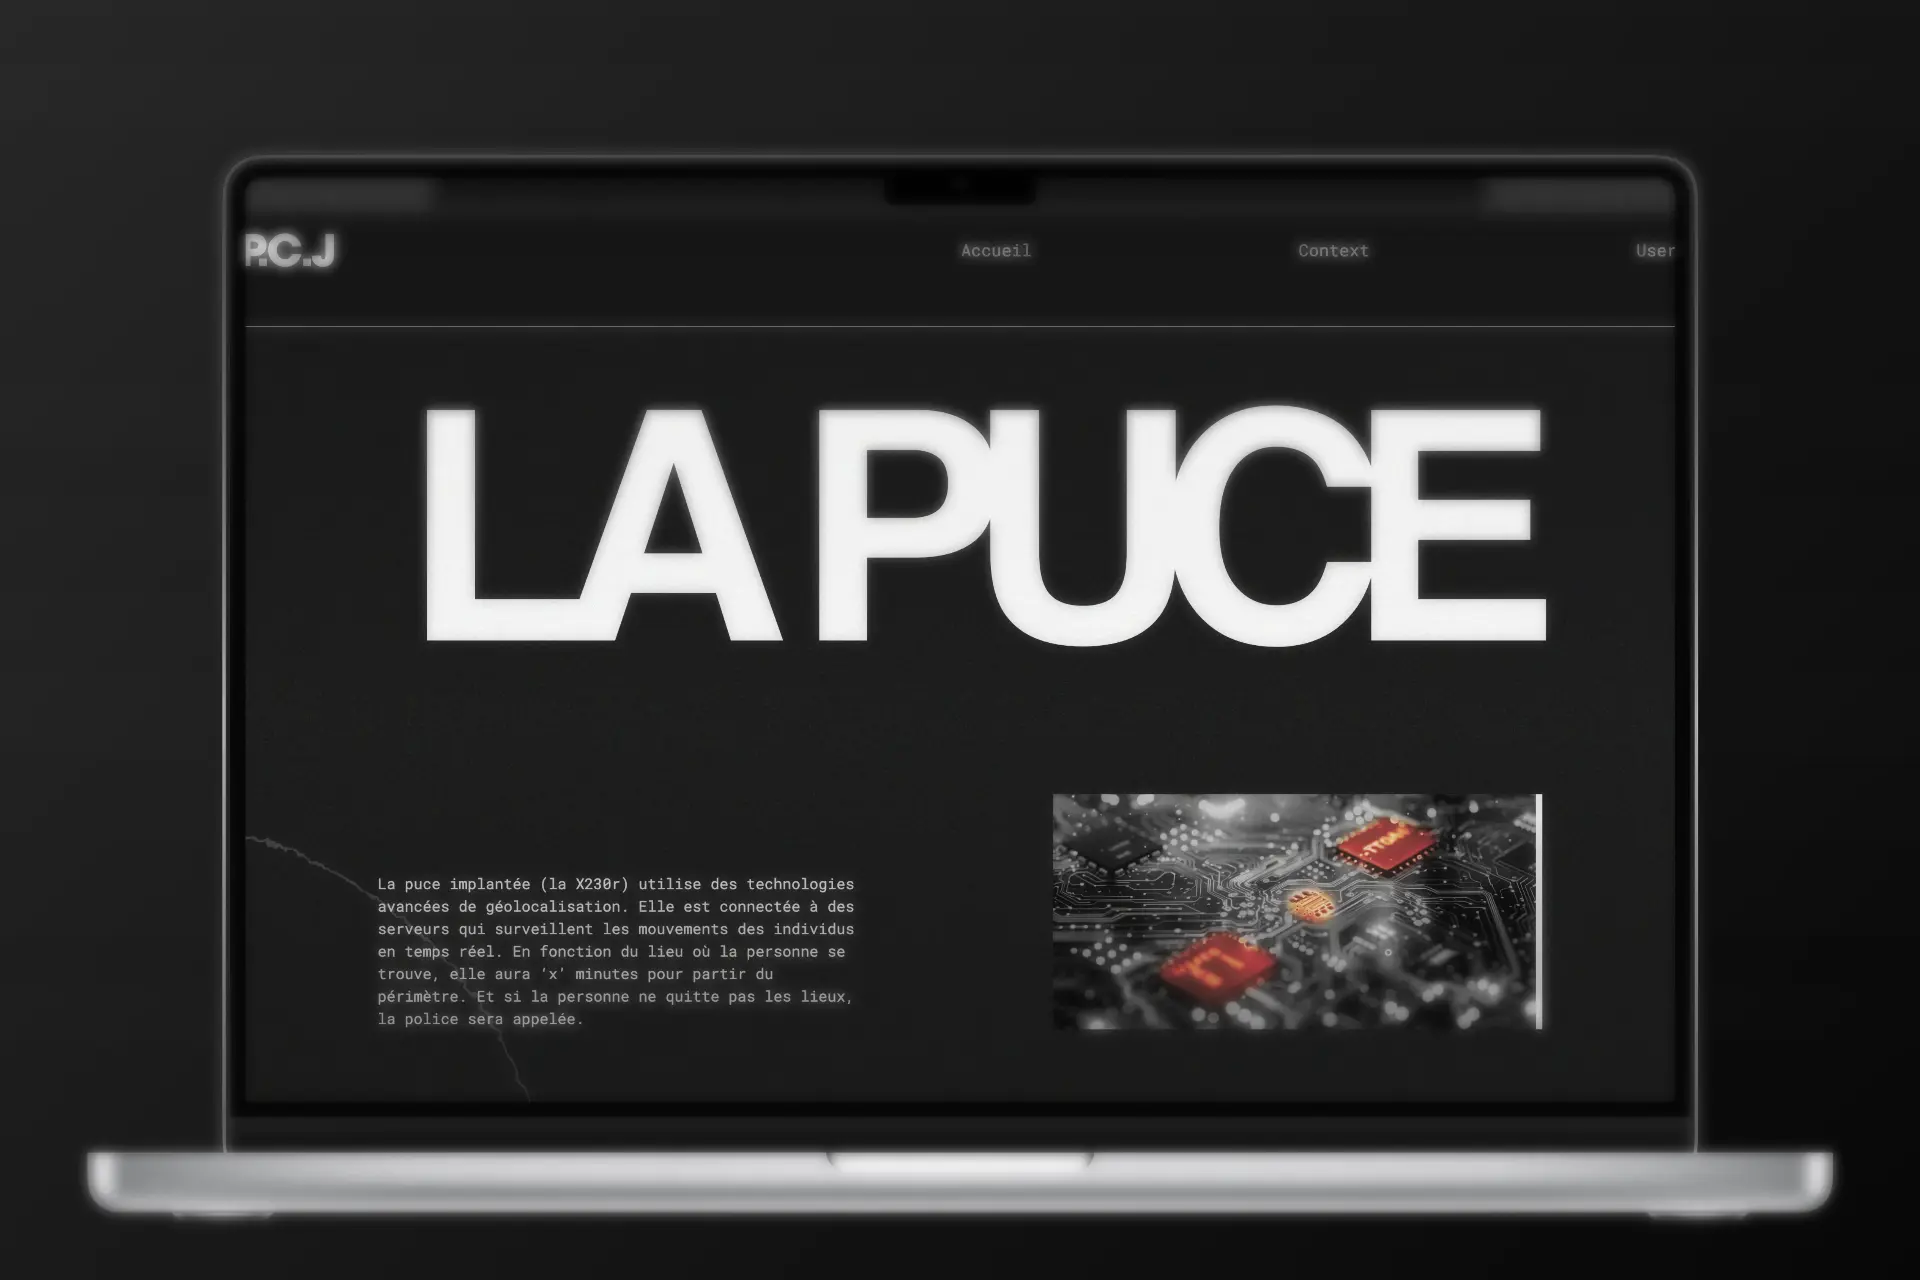 P.C.J
Accueil
Context
User
LA PUCE
La puce implantée (la X230r) utilise des technologies
avancées de géolocalisation. Elle est connectée à des
serveurs qui surveillent les mouvements des individus
en temps réel. En fonction du lieu où la personne se
trouve, elle aura ‘x’ minutes pour partir du
périmètre. Et si la personne ne quitte pas les lieux,
la police sera appelée.